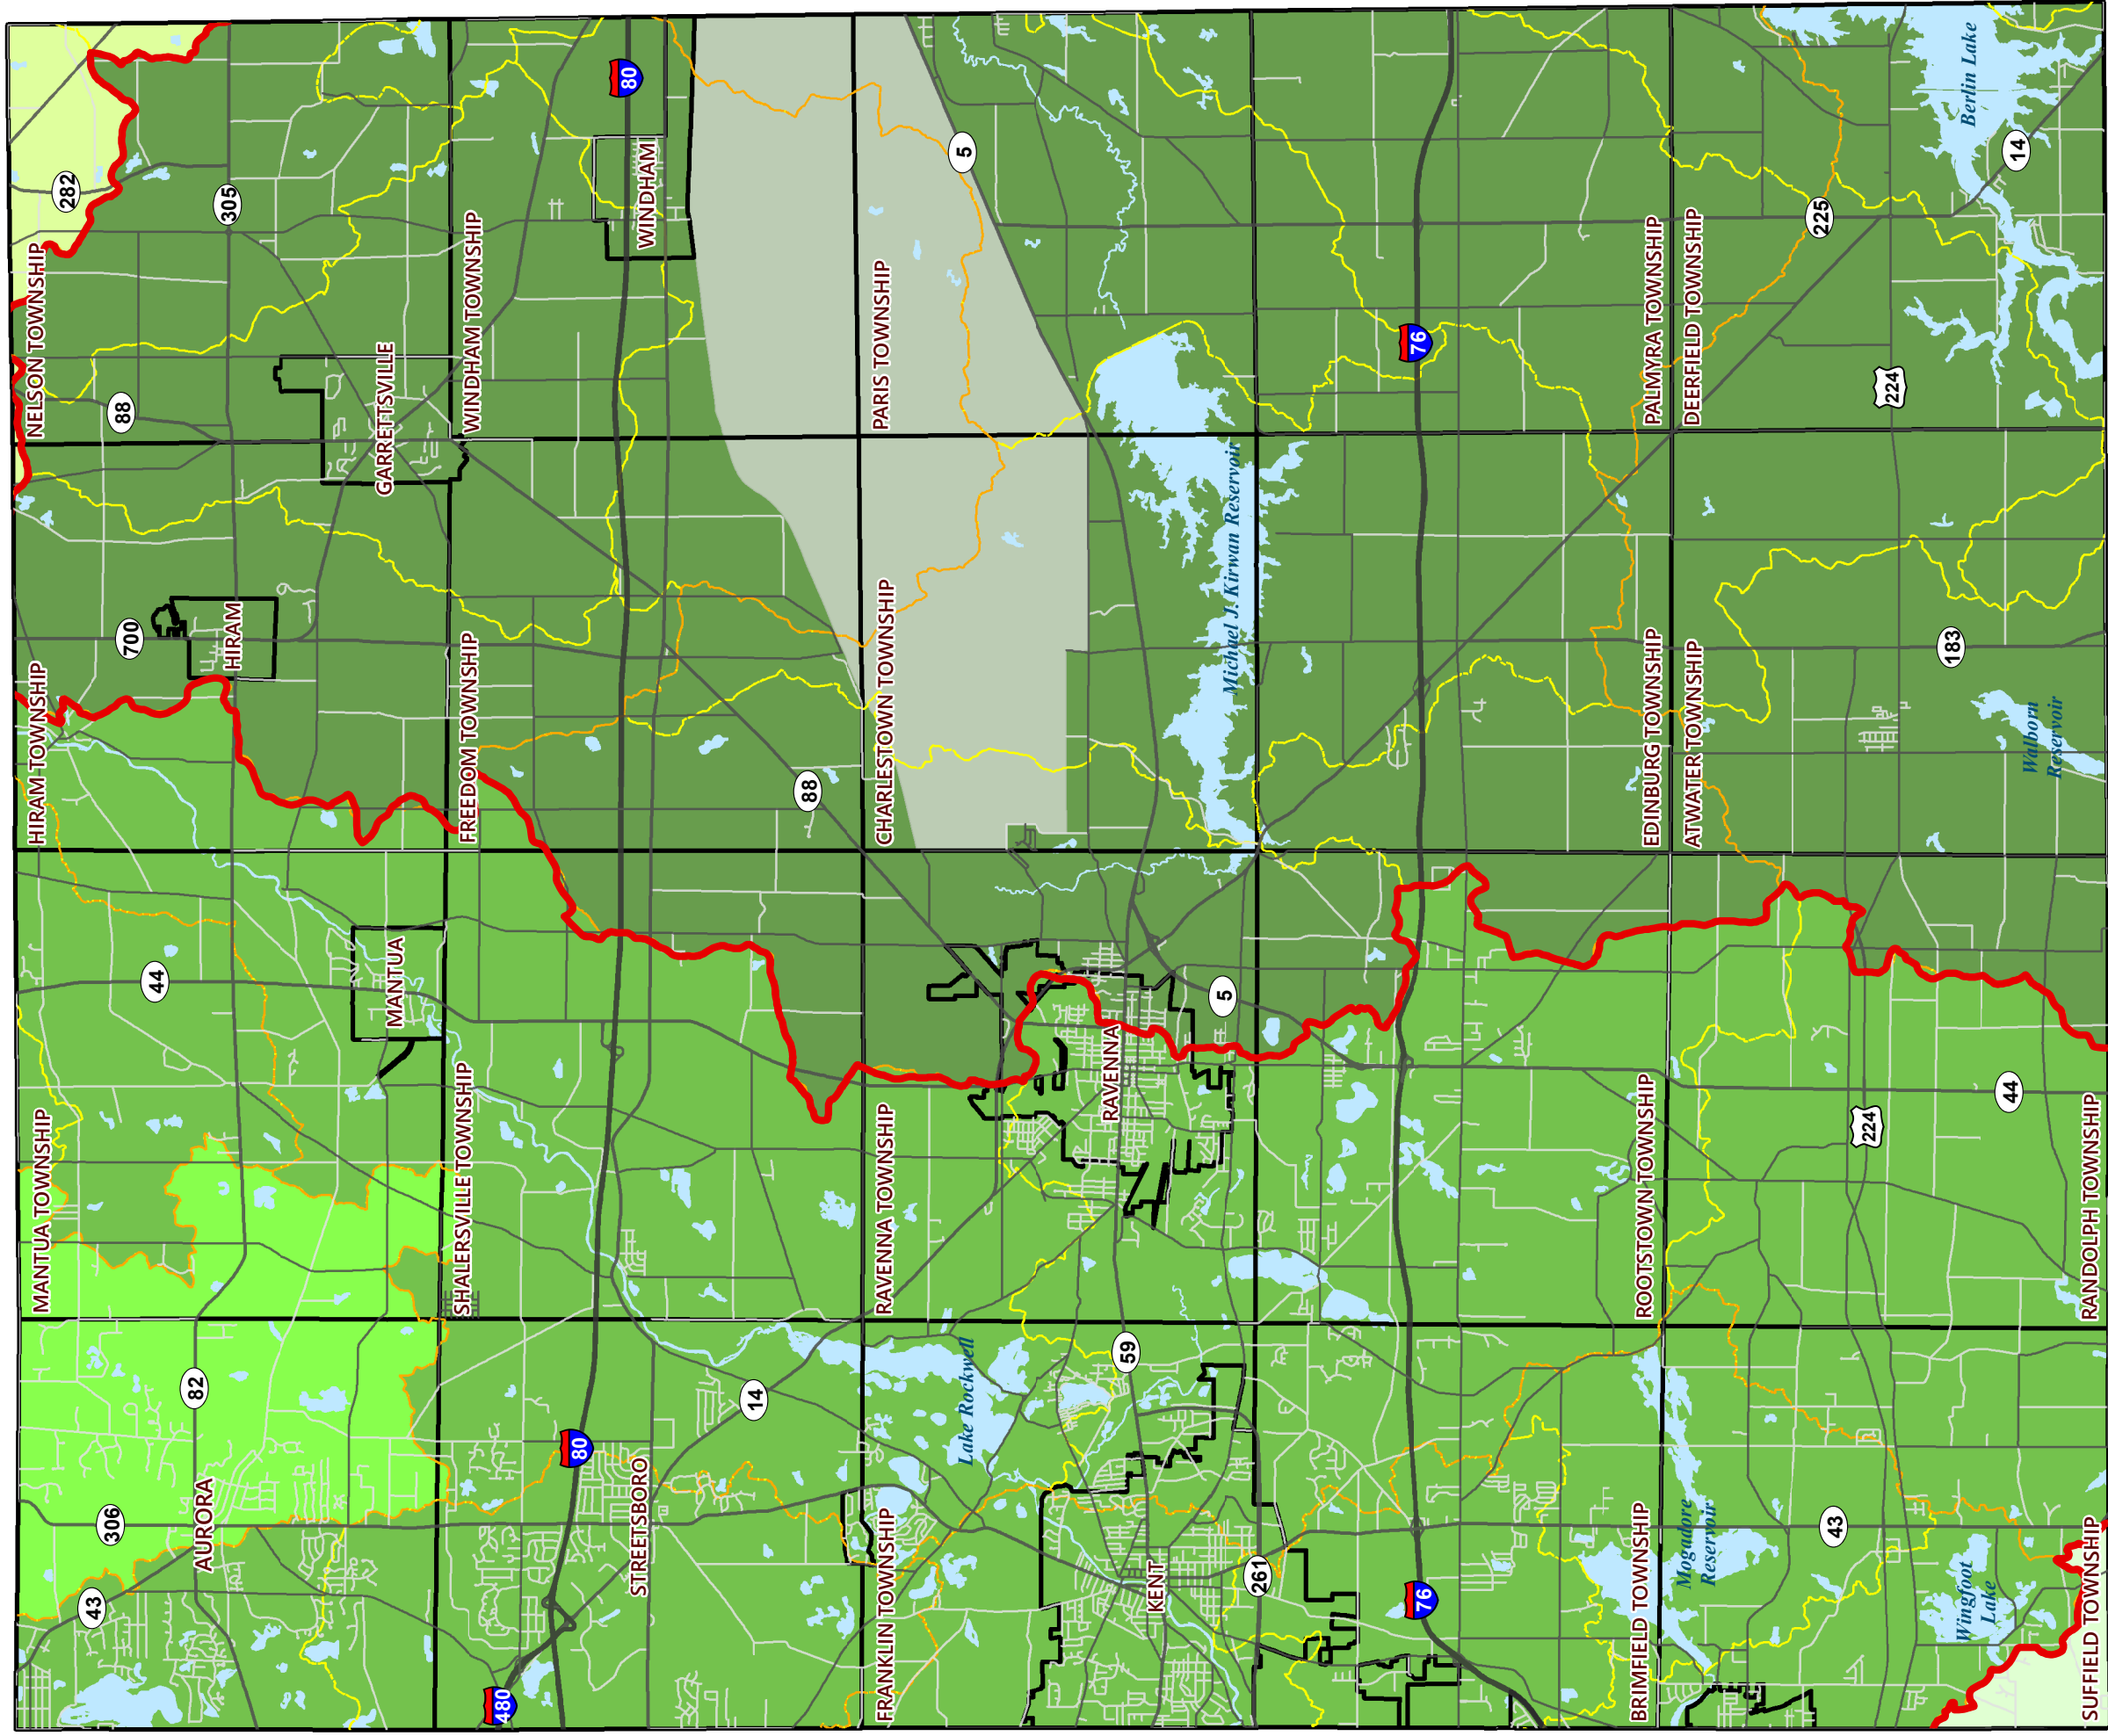 AURORA
MANTUA TOWNSHIP
HIRAM TOWNSHIP
NELSON TOWNSHIP
43
306
82
44
700
88
305
282
MANTUA
HIRAM
GARRETTSVILLE
STREETSBORO
SHALERSVILLE TOWNSHIP
FREEDOM TOWNSHIP
WINDHAM TOWNSHIP
WINDHAM
480
80
80
14
88
FRANKLIN TOWNSHIP
RAVENNA TOWNSHIP
CHARLESTOWN TOWNSHIP
PARIS TOWNSHIP
Lake Rockwell
KENT
59
RAVENNA
5
5
Michael J. Kirwan Reservoir
261
76
76
BRIMFIELD TOWNSHIP
ROOTSTOWN TOWNSHIP
EDINBURG TOWNSHIP
PALMYRA TOWNSHIP
Mogadore
Reservoir
ATWATER TOWNSHIP
DEERFIELD TOWNSHIP
43
224
224
225
44
183
14
Wingfoot
Lake
Walborn
Reservoir
Berlin Lake
SUFFIELD TOWNSHIP
RANDOLPH TOWNSHIP